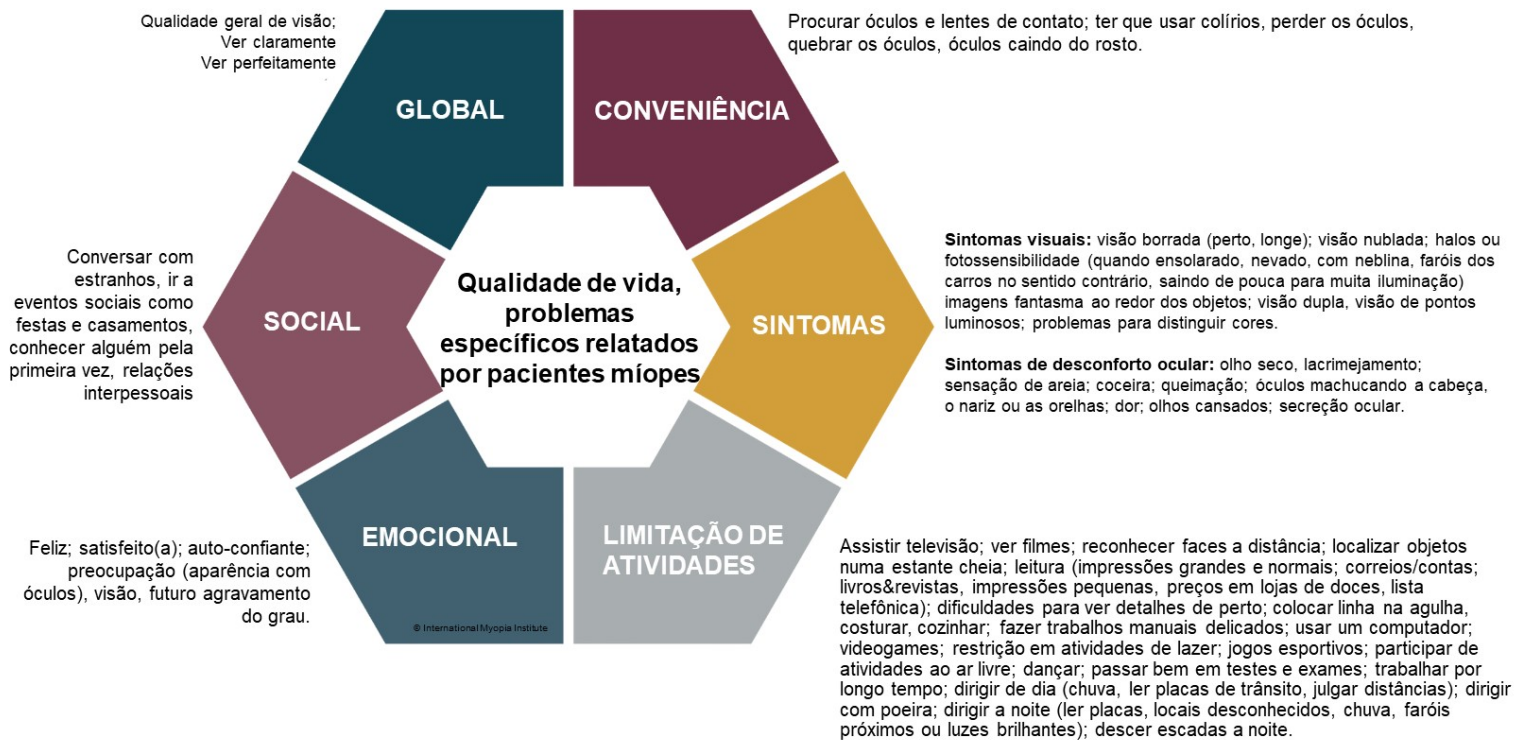 Qualidade geral de visão;
Ver claramente
Ver perfeitamente
GLOBAL
Procurar óculos e lentes de contato; ter que usar colírios, perder os óculos,
quebrar os óculos, óculos caindo do rosto.
CONVENIÊNCIA
Conversar com
estranhos, ir a
eventos sociais como
festas e casamentos,
conhecer alguém pela
primeira vez, relações
interpessoais
SOCIAL
Qualidade de vida,
problemas
específicos relatados
por pacientes míopes
SINTOMAS
Sintomas visuais: visão borrada (perto, longe); visão nublada; halos ou
fotossensibilidade (quando ensolarado, nevado, com neblina, faróis dos
carros no sentido contrário, saindo de pouca para muita iluminação)
imagens fantasma ao redor dos objetos; visão dupla, visão de pontos
luminosos; problemas para distinguir cores.
Sintomas de desconforto ocular: olho seco, lacrimejamento;
sensação de areia; coceira; queimação; óculos machucando a cabeça,
o nariz ou as orelhas; dor; olhos cansados; secreção ocular.
Feliz; satisfeito(a); auto-confiante;
preocupação (aparência com
óculos), visão, futuro agravamento
do grau.
EMOCIONAL
© International Myopia Institute
LIMITAÇÃO DE
ATIVIDADES
Assistir televisão; ver filmes; reconhecer faces a distância; localizar objetos
numa estante cheia; leitura (impressões grandes e normais; correios/contas;
livros&revistas, impressões pequenas, preços em lojas de doces, lista
telefônica); dificuldades para ver detalhes de perto; colocar linha na agulha,
costurar, cozinhar; fazer trabalhos manuais delicados; usar um computador;
videogames; restrição em atividades de lazer; jogos esportivos; participar de
atividades ao ar livre; dançar; passar bem em testes e exames; trabalhar por
longo tempo; dirigir de dia (chuva, ler placas de trânsito, julgar distâncias); dirigir
com poeira; dirigir a noite (ler placas, locais desconhecidos, chuva, faróis
próximos ou luzes brilhantes); descer escadas a noite.